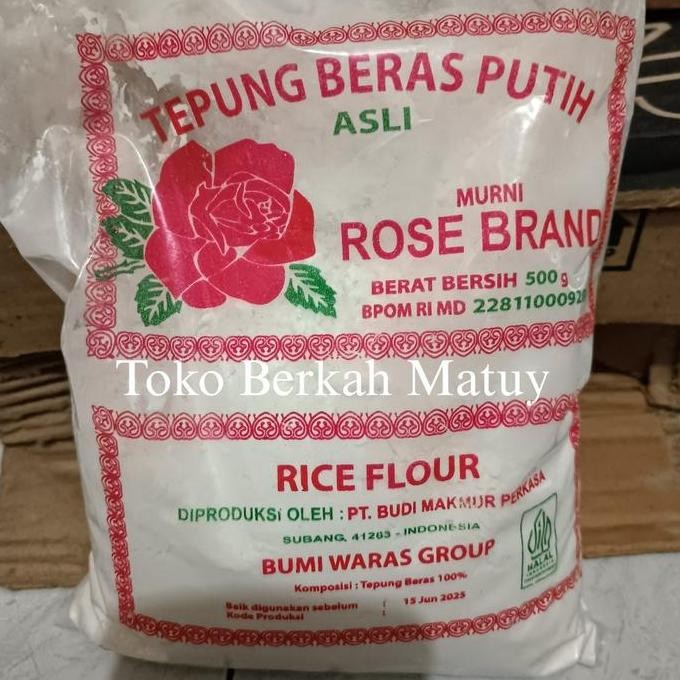 TEPUNG BERAS PUTIH
ASLI
MURNI
ROSE BRAND
BERAT BERSIH 500 g
BPOM RI MD
Toko Berkah Matuy
RICE FLOUR
DIPRODUKSI OLEH : PT. BUDI MAKMUR PERKASA
SUBANG, 41263 - INDONESIA
BUMI WARAS GROUP
Komposisi : Tepung Beras 100%
HALAL
INDONESIA
Baik digunakan sebelum : 15 Jun 2025
Kode Produksi :